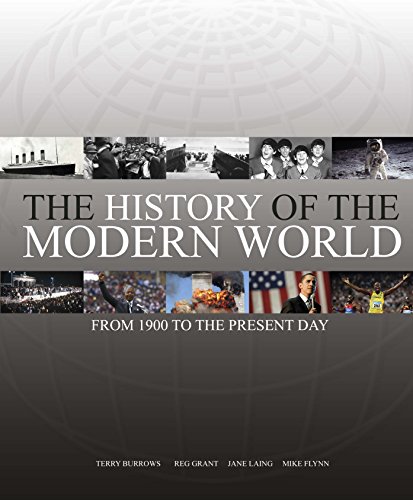 THE HISTORY OF THE
MODERN WORLD
FROM 1900 TO THE PRESENT DAY
TERRY BURROWS REG GRANT JANE LAING MIKE FLYNN